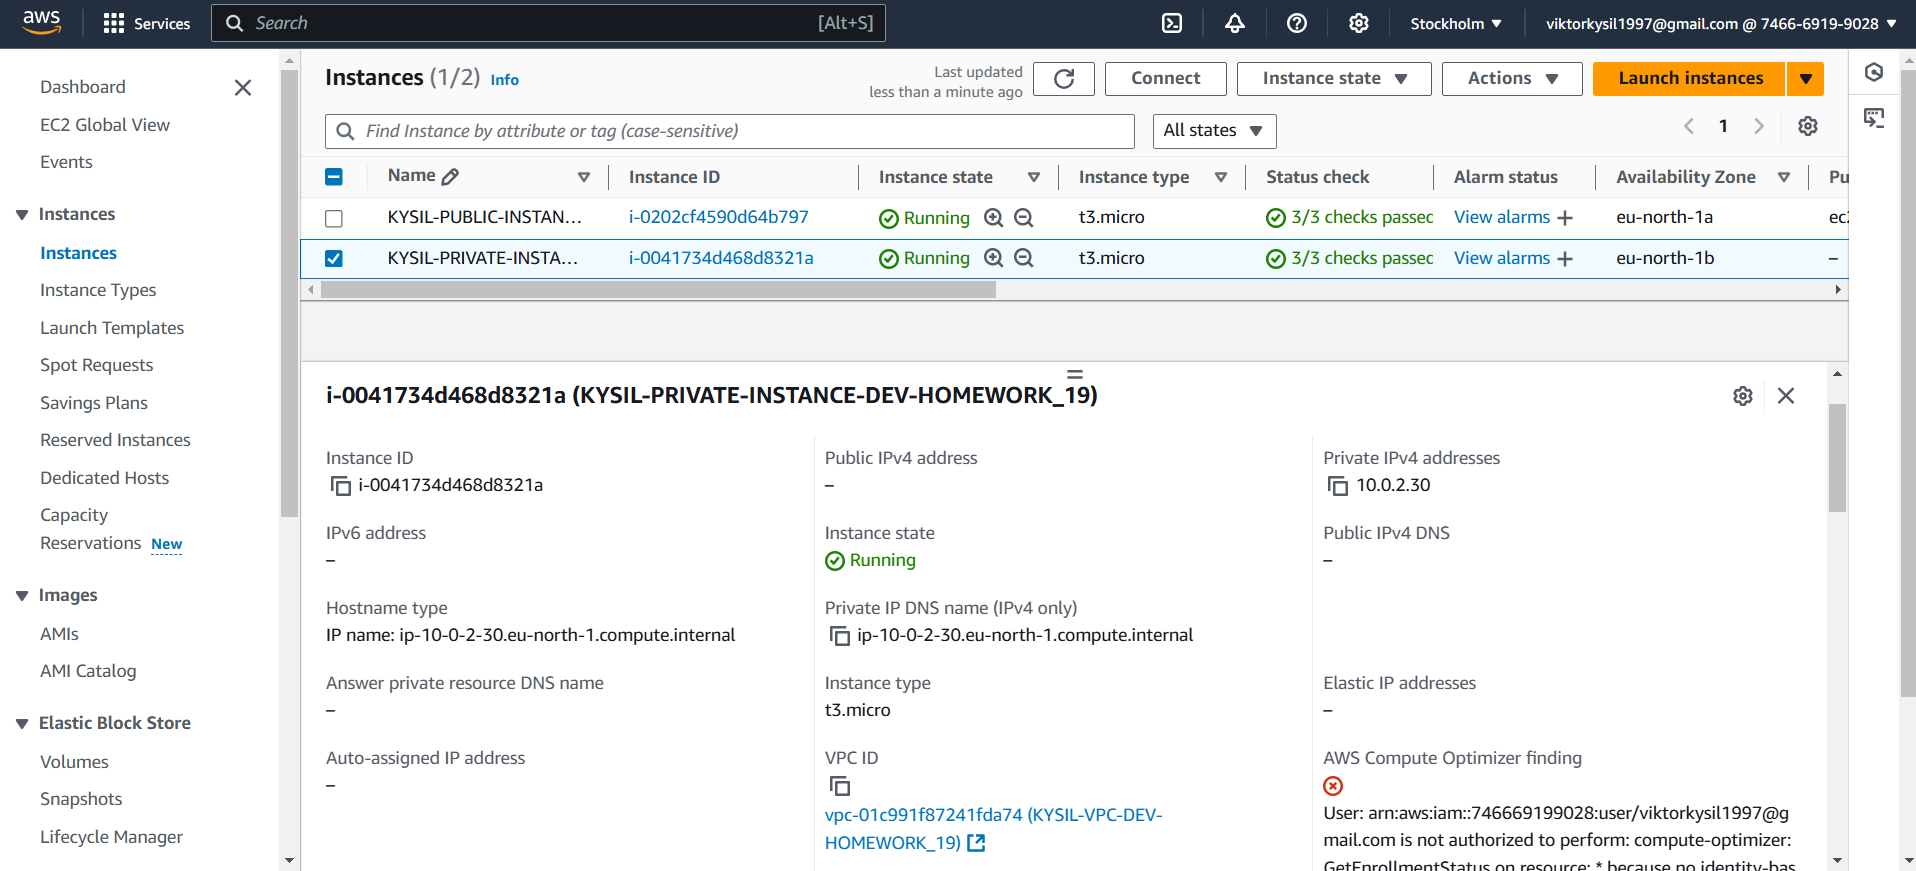 aws
Services
Search
[Alt+S]
Stockholm
viktorkysil1997@gmail.com @ 7466-6919-9028
Dashboard
EC2 Global View
Events
Instances
Instances
Instance Types
Launch Templates
Spot Requests
Savings Plans
Reserved Instances
Dedicated Hosts
Capacity
Reservations New
Images
AMIs
AMI Catalog
Elastic Block Store
Volumes
Snapshots
Lifecycle Manager
Instances (1/2) Info
Last updated
less than a minute ago
Connect
Instance state
Actions
Launch instances
Find Instance by attribute or tag (case-sensitive)
All states
1
Name Instance ID Instance state Instance type Status check Alarm status Availability Zone Pu
KYSIL-PUBLIC-INSTAN... i-0202cf4590d64b797 Running t3.micro 3/3 checks passed View alarms + eu-north-1a ec2
KYSIL-PRIVATE-INSTA... i-0041734d468d8321a Running t3.micro 3/3 checks passed View alarms + eu-north-1b –
i-0041734d468d8321a (KYSIL-PRIVATE-INSTANCE-DEV-HOMEWORK_19)
Instance ID
i-0041734d468d8321a
Public IPv4 address
–
Private IPv4 addresses
10.0.2.30
IPv6 address
–
Instance state
Running
Public IPv4 DNS
–
Hostname type
IP name: ip-10-0-2-30.eu-north-1.compute.internal
Private IP DNS name (IPv4 only)
ip-10-0-2-30.eu-north-1.compute.internal
Answer private resource DNS name
–
Instance type
t3.micro
Elastic IP addresses
–
Auto-assigned IP address
–
VPC ID
vpc-01c991f87241fda74 (KYSIL-VPC-DEV-
HOMEWORK_19)
AWS Compute Optimizer finding
User: arn:aws:iam::746669199028:user/viktorkysil1997@g
mail.com is not authorized to perform: compute-optimizer:
GetEnrollmentStatus on resource: * because no identity-bas